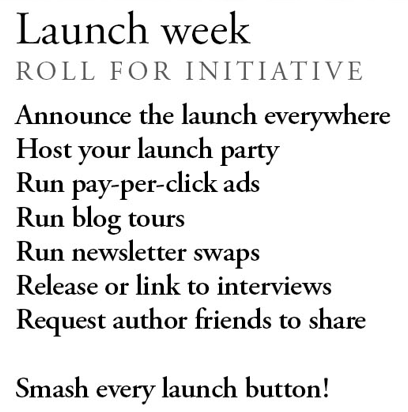 Launch week
ROLL FOR INITIATIVE
Announce the launch everywhere
Host your launch party
Run pay-per-click ads
Run blog tours
Run newsletter swaps
Release or link to interviews
Request author friends to share
Smash every launch button!